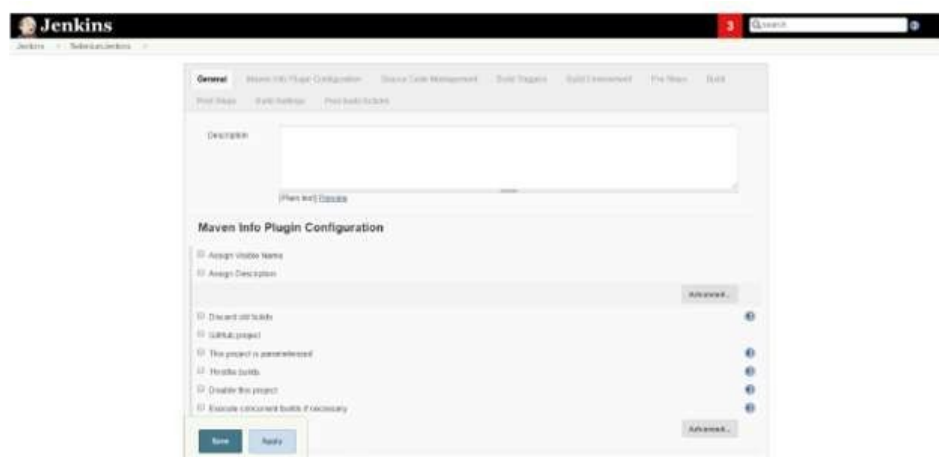 Jenkins
3
search
Jenkins
SeleniumJenkins
General Maven Info Plugin Configuration Source Code Management Build Triggers Build Environment Pre Steps Build
Post Steps Build Settings Post-build Actions
Description
[Plain text] Preview
Maven Info Plugin Configuration
Assign Visible Name
Assign Description
Advanced...
Discard old builds
GitHub project
This project is parameterized
Throttle builds
Disable this project
Execute concurrent builds if necessary
Advanced...
Save Apply